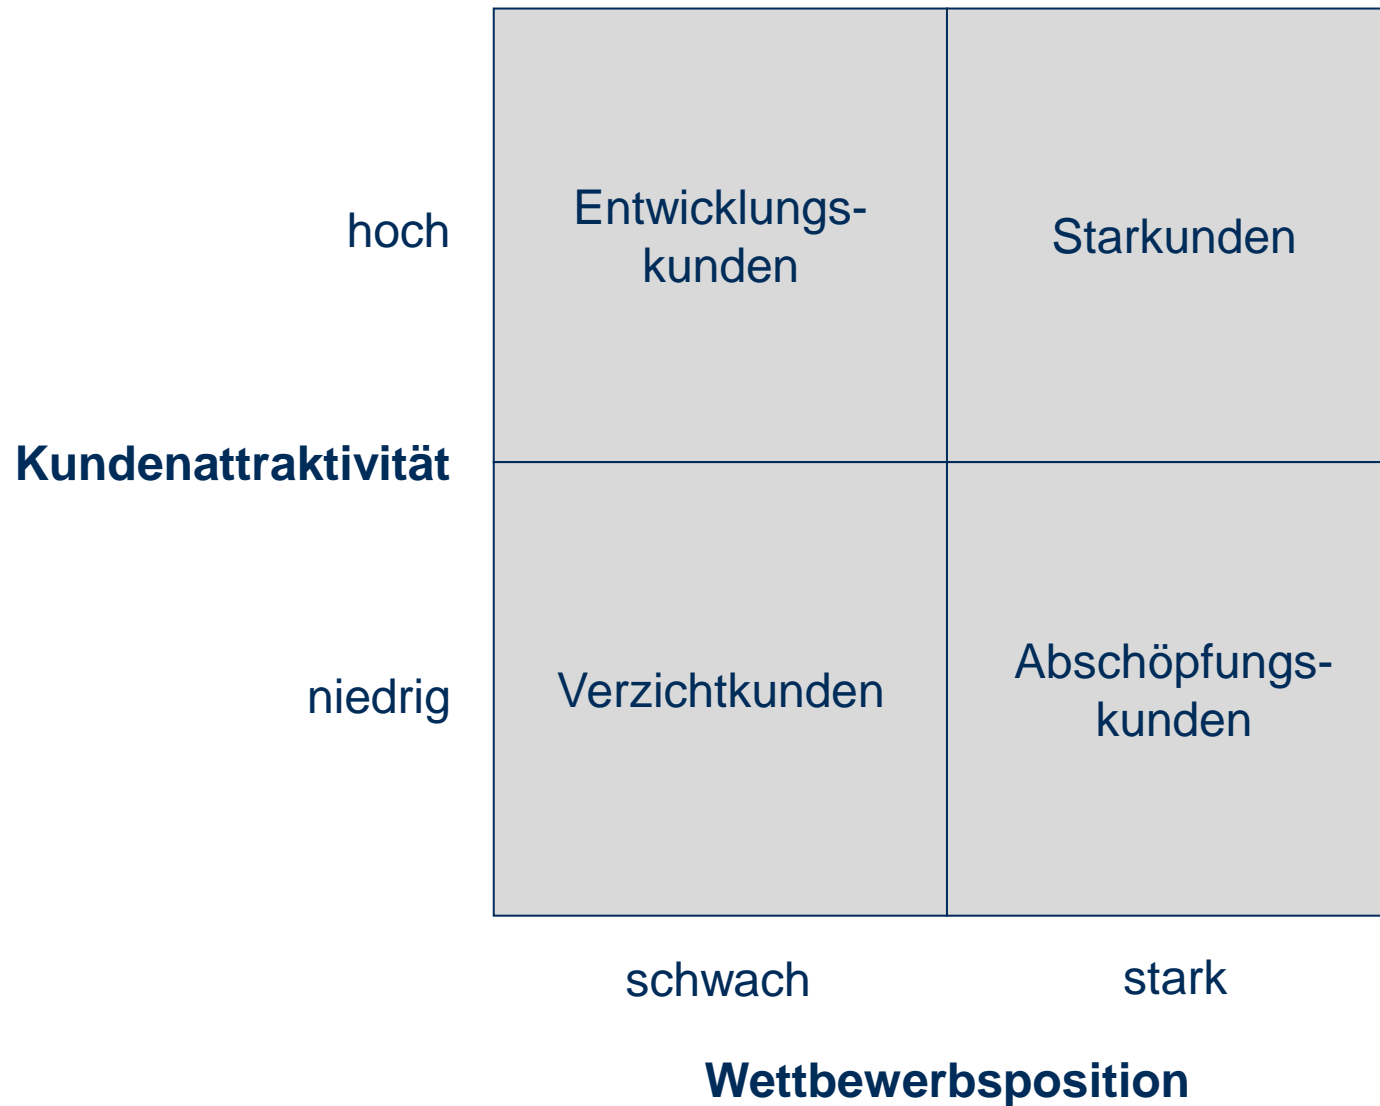 hoch
Entwicklungs-
kunden
Starkunden
Kundenattraktivität
niedrig
Verzichtkunden
Abschöpfungs-
kunden
schwach
stark
Wettbewerbsposition